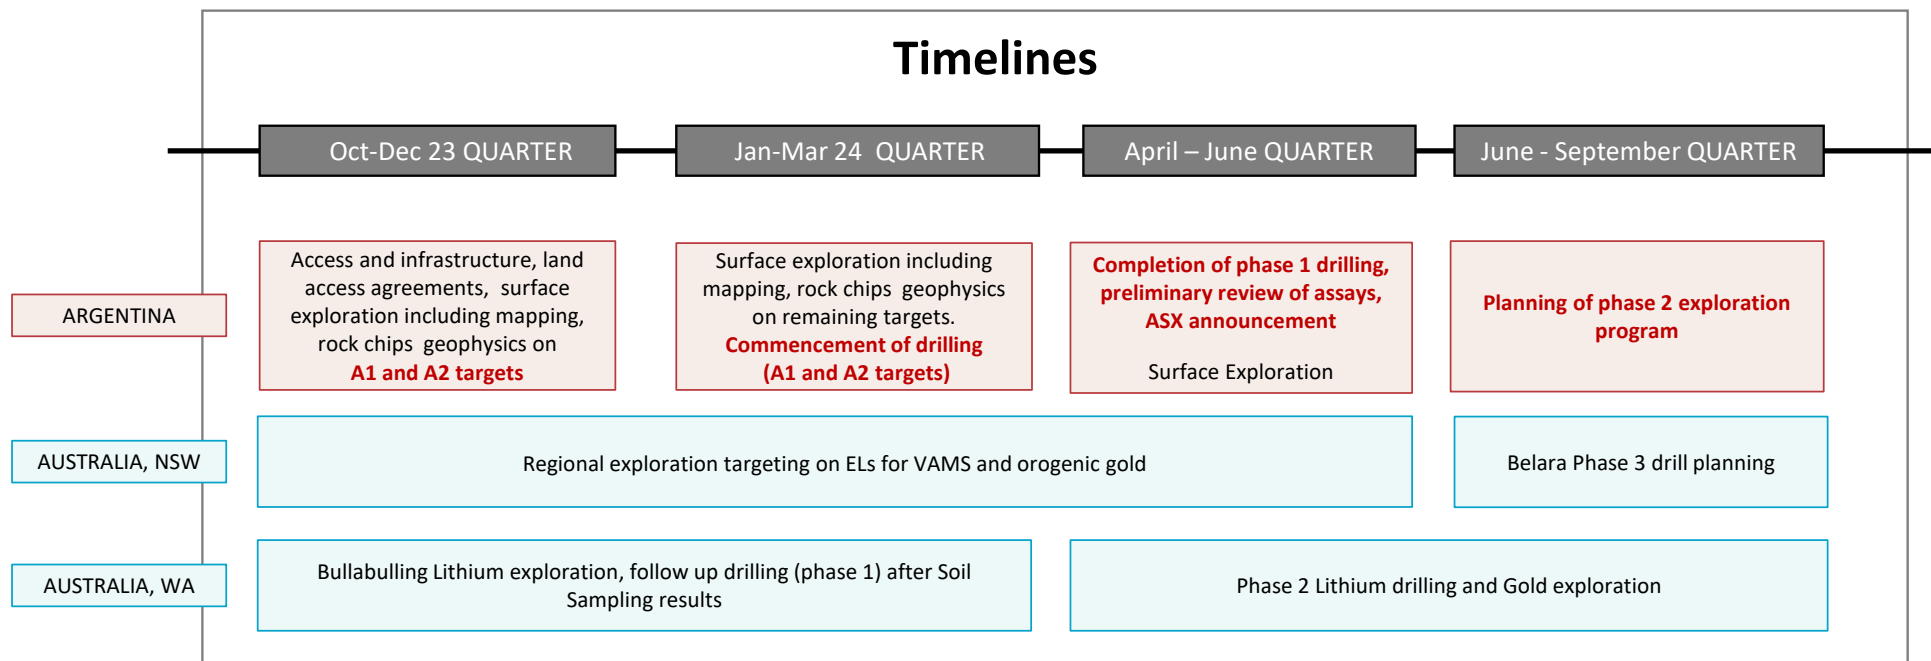 Timelines
Oct-Dec 23 QUARTER
Jan-Mar 24 QUARTER
April – June QUARTER
June - September QUARTER
ARGENTINA
Access and infrastructure, land
access agreements, surface
exploration including mapping,
rock chips geophysics on
A1 and A2 targets
Surface exploration including
mapping, rock chips geophysics
on remaining targets.
Commencement of drilling
(A1 and A2 targets)
Completion of phase 1 drilling,
preliminary review of assays,
ASX announcement
Surface Exploration
Planning of phase 2 exploration
program
AUSTRALIA, NSW
Regional exploration targeting on ELs for VAMS and orogenic gold
Belara Phase 3 drill planning
AUSTRALIA, WA
Bullabulling Lithium exploration, follow up drilling (phase 1) after Soil
Sampling results
Phase 2 Lithium drilling and Gold exploration